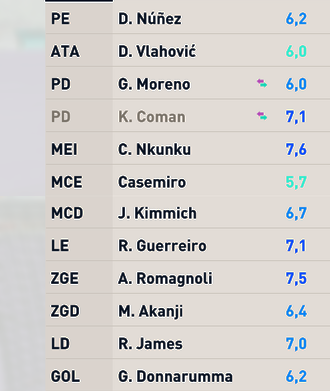 PE D. Núñez 6,2
ATA D. Vlahović 6,0
PD G. Moreno 6,0
PD K. Coman 7,1
MEI C. Nkunku 7,6
MCE Casemiro 5,7
MCD J. Kimmich 6,7
LE R. Guerreiro 7,1
ZGE A. Romagnoli 7,5
ZGD M. Akanji 6,4
LD R. James 7,0
GOL G. Donnarumma 6,2